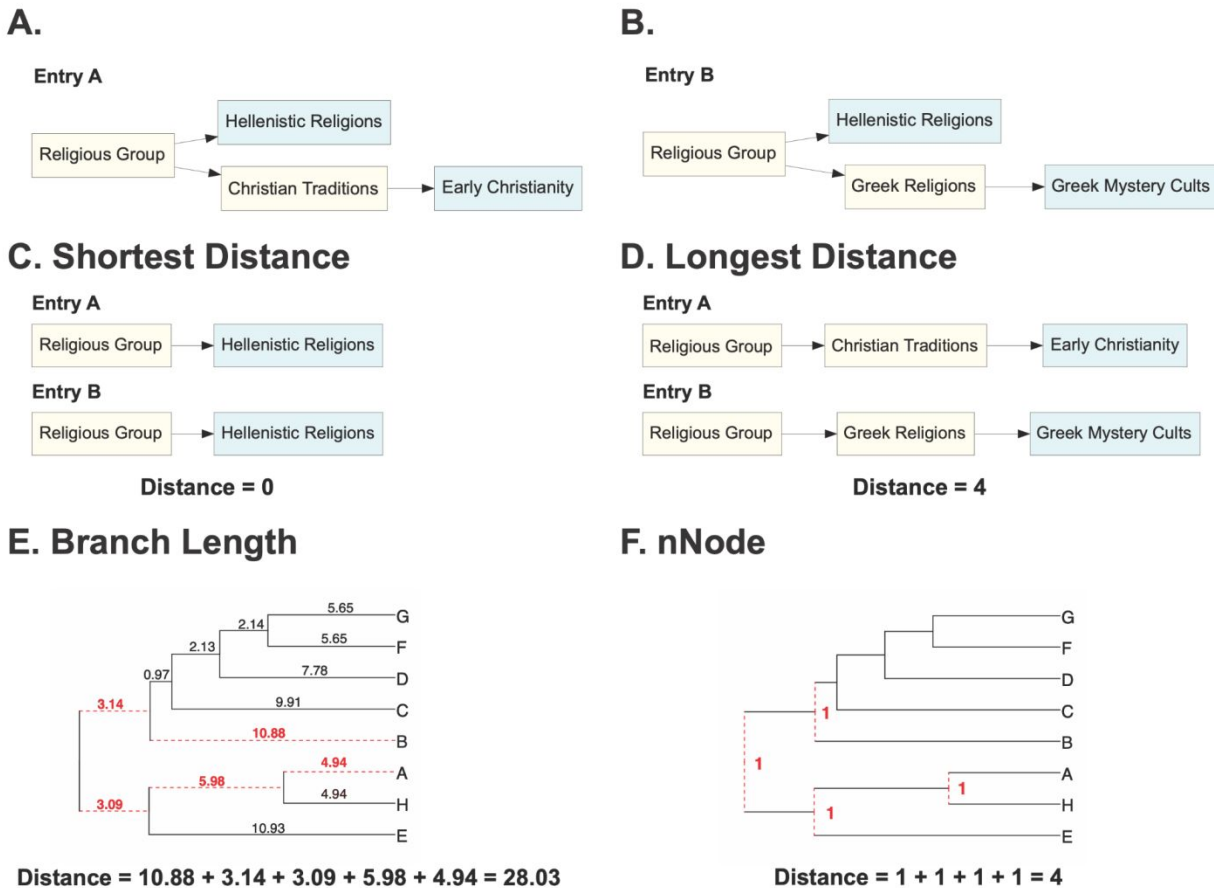 A.
Entry A
Hellenistic Religions
Religious Group
Christian Traditions
Early Christianity
B.
Entry B
Hellenistic Religions
Religious Group
Greek Religions
Greek Mystery Cults
C. Shortest Distance
Entry A
Religious Group
Hellenistic Religions
Entry B
Religious Group
Hellenistic Religions
Distance = 0
D. Longest Distance
Entry A
Religious Group
Christian Traditions
Early Christianity
Entry B
Religious Group
Greek Religions
Greek Mystery Cults
Distance = 4
E. Branch Length
5.65
G
2.14
5.65
F
2.13
7.78
D
0.97
9.91
C
3.14
10.88
B
4.94
A
5.98
4.94
H
3.09
10.93
E
Distance = 10.88 + 3.14 + 3.09 + 5.98 + 4.94 = 28.03
F. nNode
G
F
D
C
1
B
1
A
1
H
1
E
Distance = 1 + 1 + 1 + 1 = 4